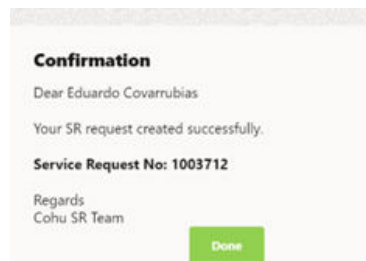 Confirmation
Dear Eduardo Covarrubias
Your SR request created successfully.
Service Request No: 1003712
Regards
Cohu SR Team
Done